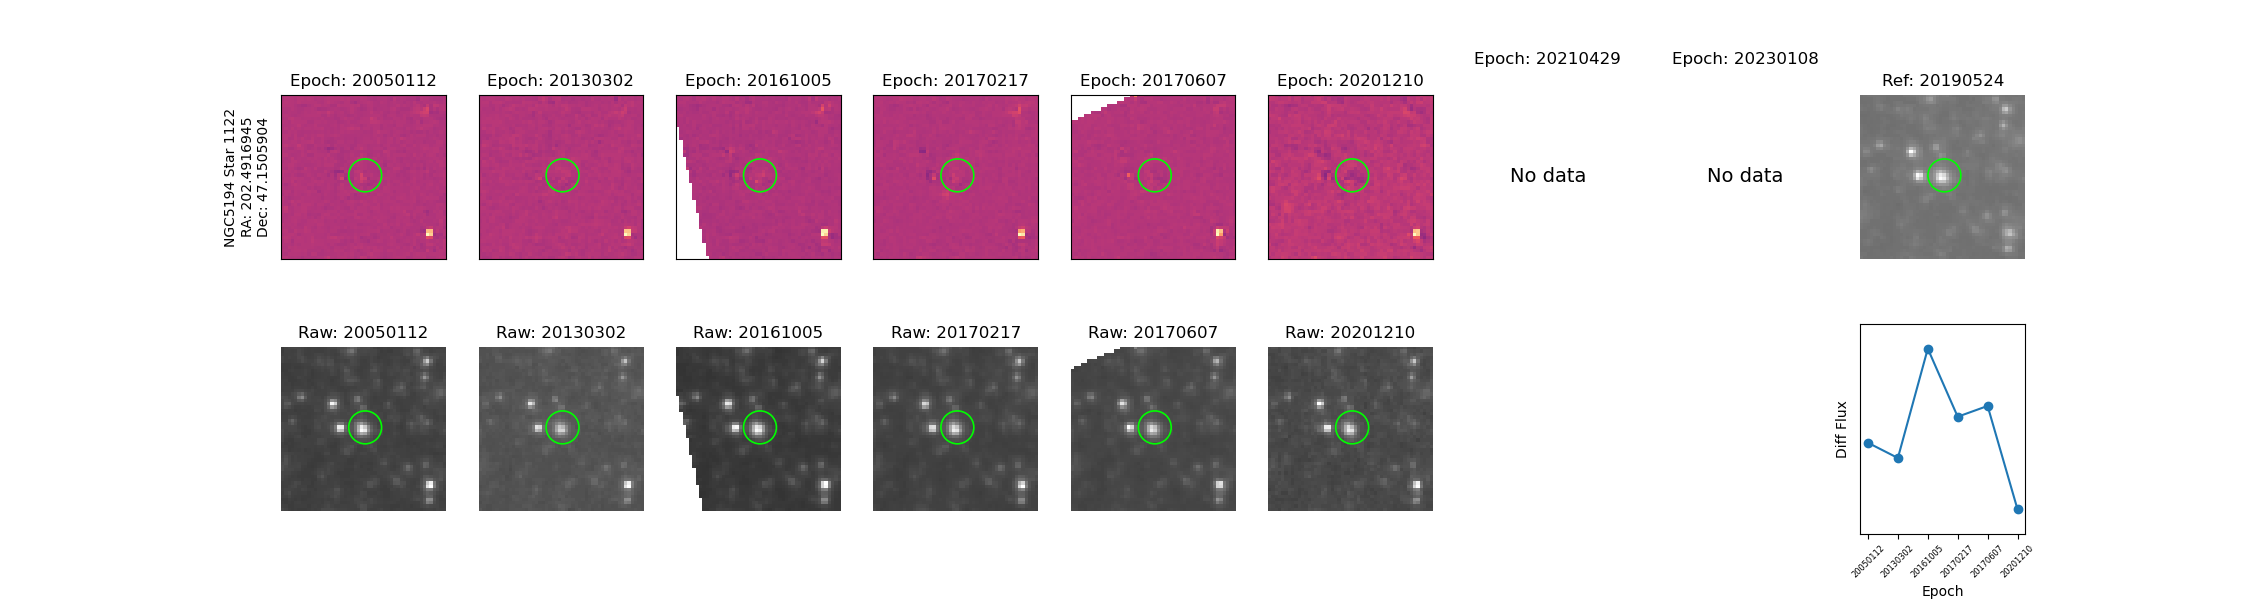 NGC5194 Star 1122
RA: 202.4916945
Dec: 47.1505904
Epoch: 20050112
Epoch: 20130302
Epoch: 20161005
Epoch: 20170217
Epoch: 20170607
Epoch: 20201210
Epoch: 20210429
No data
Epoch: 20230108
No data
Ref: 20190524
Raw: 20050112
Raw: 20130302
Raw: 20161005
Raw: 20170217
Raw: 20170607
Raw: 20201210
Diff Flux
20050112
20130302
20161005
20170217
20170607
20201210
Epoch